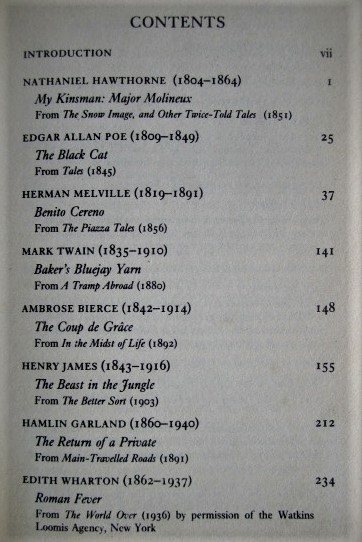 CONTENTS
INTRODUCTION vii
NATHANIEL HAWTHORNE (1804–1864) 1
My Kinsman: Major Molineux
From The Snow Image, and Other Twice-Told Tales (1851)
EDGAR ALLAN POE (1809–1849) 25
The Black Cat
From Tales (1845)
HERMAN MELVILLE (1819–1891) 37
Benito Cereno
From The Piazza Tales (1856)
MARK TWAIN (1835–1910) 141
Baker's Bluejay Yarn
From A Tramp Abroad (1880)
AMBROSE BIERCE (1842–1914) 148
The Coup de Grâce
From In the Midst of Life (1892)
HENRY JAMES (1843–1916) 155
The Beast in the Jungle
From The Better Sort (1903)
HAMLIN GARLAND (1860–1940) 212
The Return of a Private
From Main-Travelled Roads (1891)
EDITH WHARTON (1862–1937) 234
Roman Fever
From The World Over (1936) by permission of the Watkins
Loomis Agency, New York